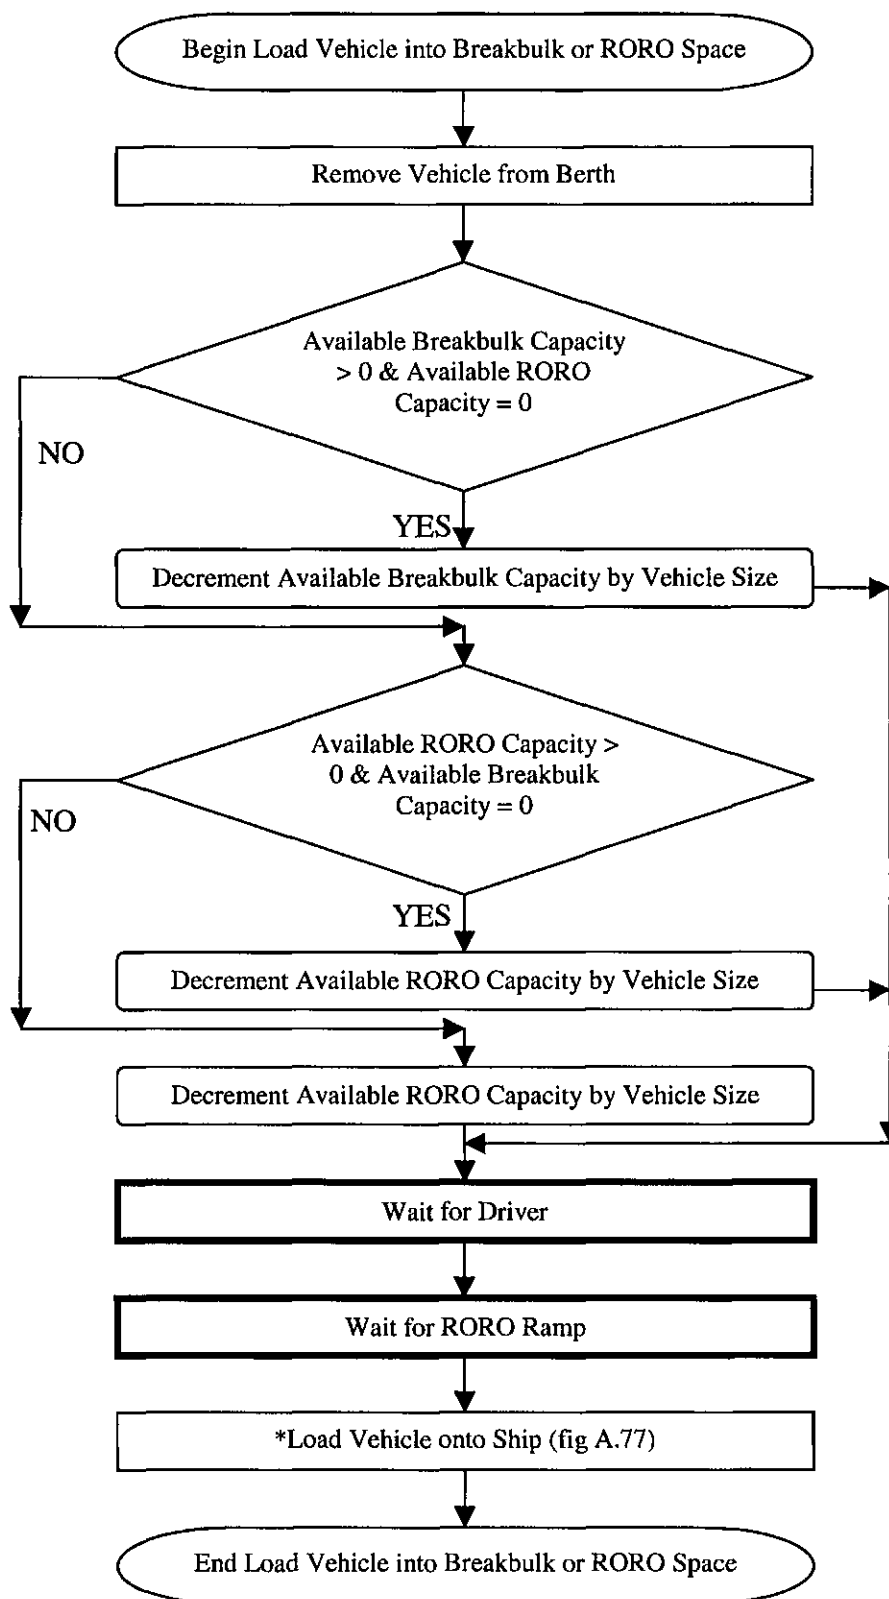 Begin Load Vehicle into Breakbulk or RORO Space
Remove Vehicle from Berth
Available Breakbulk Capacity
> 0 & Available RORO
Capacity = 0
NO
YES
Decrement Available Breakbulk Capacity by Vehicle Size
Available RORO Capacity >
0 & Available Breakbulk
Capacity = 0
NO
YES
Decrement Available RORO Capacity by Vehicle Size
Decrement Available RORO Capacity by Vehicle Size
Wait for Driver
Wait for RORO Ramp
*Load Vehicle onto Ship (fig A.77)
End Load Vehicle into Breakbulk or RORO Space